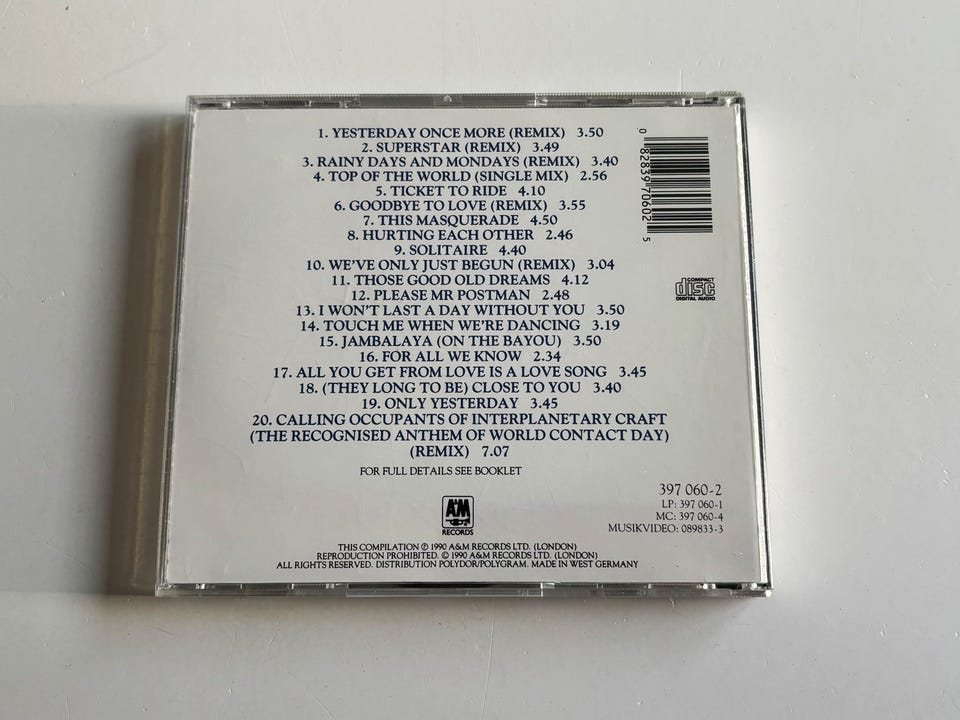 1. YESTERDAY ONCE MORE (REMIX) 3.50
2. SUPERSTAR (REMIX) 3.49
3. RAINY DAYS AND MONDAYS (REMIX) 3.40
4. TOP OF THE WORLD (SINGLE MIX) 2.56
5. TICKET TO RIDE 4.10
6. GOODBYE TO LOVE (REMIX) 3.55
7. THIS MASQUERADE 4.50
8. HURTING EACH OTHER 2.46
9. SOLITAIRE 4.40
10. WE'VE ONLY JUST BEGUN (REMIX) 3.04
11. THOSE GOOD OLD DREAMS 4.12
12. PLEASE MR POSTMAN 2.48
13. I WON'T LAST A DAY WITHOUT YOU 3.50
14. TOUCH ME WHEN WE'RE DANCING 3.19
15. JAMBALAYA (ON THE BAYOU) 3.50
16. FOR ALL WE KNOW 2.34
17. ALL YOU GET FROM LOVE IS A LOVE SONG 3.45
18. (THEY LONG TO BE) CLOSE TO YOU 3.40
19. ONLY YESTERDAY 3.45
20. CALLING OCCUPANTS OF INTERPLANETARY CRAFT
(THE RECOGNISED ANTHEM OF WORLD CONTACT DAY)
(REMIX) 7.07
FOR FULL DETAILS SEE BOOKLET
0 82839 70602 5
COMPACT
disc
DIGITAL AUDIO
397 060-2
LP: 397 060-1
MC: 397 060-4
MUSIKVIDEO: 089833-3
A&M
RECORDS
THIS COMPILATION ℗ 1990 A&M RECORDS LTD. (LONDON)
REPRODUCTION PROHIBITED. © 1990 A&M RECORDS LTD. (LONDON)
ALL RIGHTS RESERVED. DISTRIBUTION POLYDOR/POLYGRAM. MADE IN WEST GERMANY